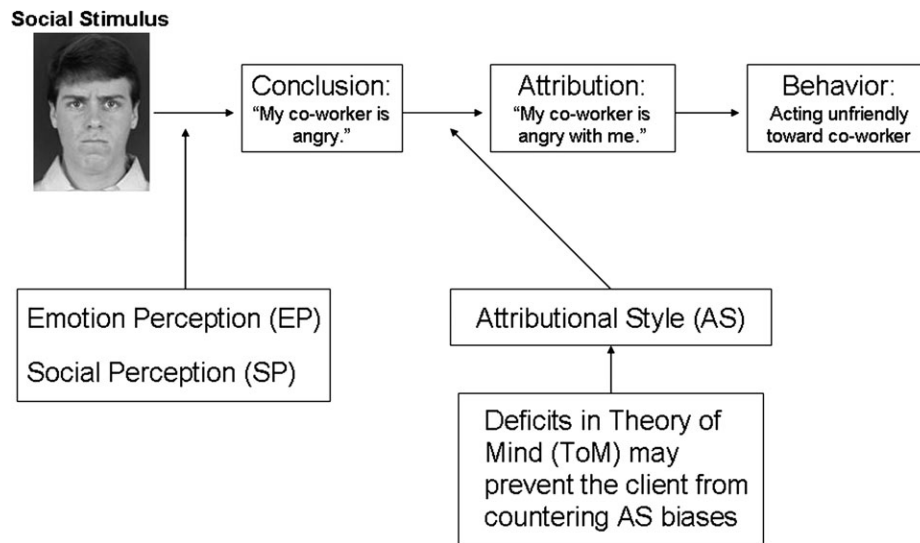 Social Stimulus
Conclusion:
“My co-worker is
angry.”
Attribution:
“My co-worker is
angry with me.”
Behavior:
Acting unfriendly
toward co-worker
Emotion Perception (EP)
Social Perception (SP)
Attributional Style (AS)
Deficits in Theory of
Mind (ToM) may
prevent the client from
countering AS biases